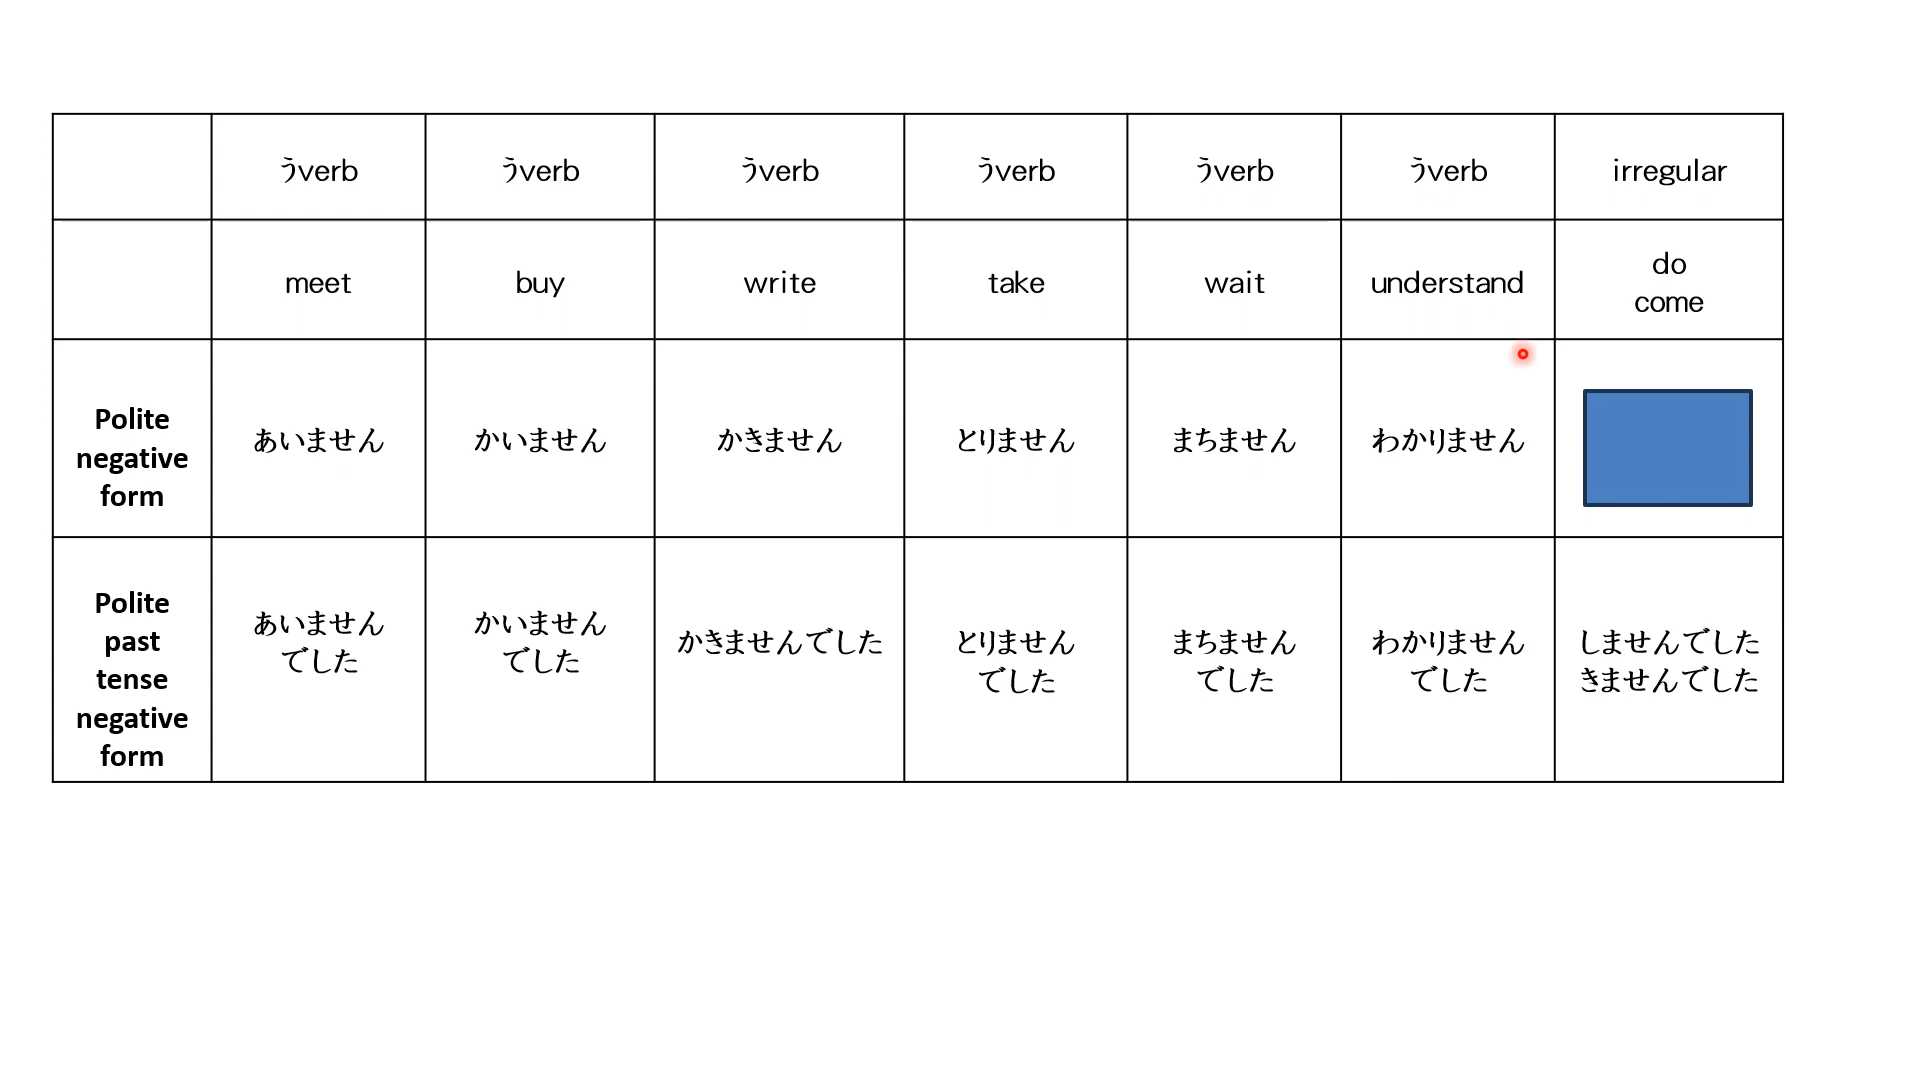 うverb
うverb
うverb
うverb
うverb
うverb
irregular
meet
buy
write
take
wait
understand
do
come
Polite
negative
form
あいません
かいません
かきません
とりません
まちません
わかりません
Polite
past
tense
negative
form
あいません
でした
かいません
でした
かきませんでした
とりません
でした
まちません
でした
わかりません
でした
しませんでした
きませんでした